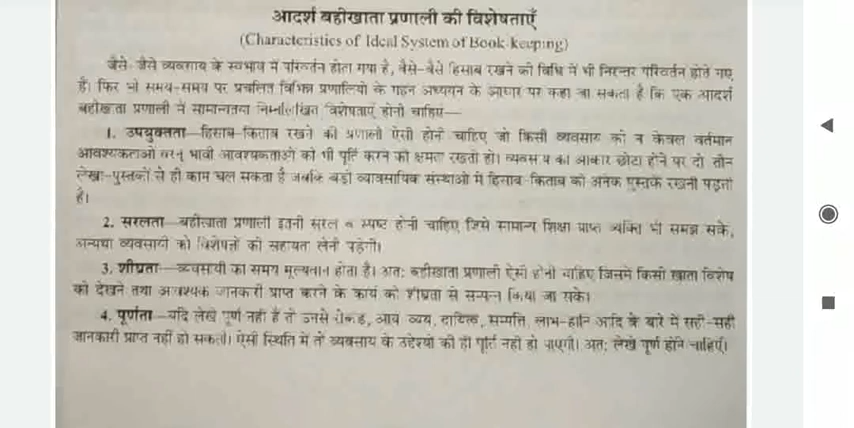 आदर्श बहीखाता प्रणाली की विशेषताएँ
(Characteristics of Ideal System of Book-keeping)
जैसे-जैसे व्यवसाय के स्वभाव में परिवर्तन होता गया है, वैसे-वैसे हिसाब रखने की विधि में भी निरन्तर परिवर्तन होते गए
हैं। फिर भी समय-समय पर प्रचलित विभिन्न प्रणालियों के गहन अध्ययन के आधार पर कहा जा सकता है कि एक आदर्श
बहीखाता प्रणाली में सामान्यतया निम्नलिखित विशेषताएँ होनी चाहिए—
1. उपयुक्तता—हिसाब-किताब रखने की प्रणाली ऐसी होनी चाहिए जो किसी व्यवसाय की न केवल वर्तमान
आवश्यकताओं वरन् भावी आवश्यकताओं की भी पूर्ति करने की क्षमता रखती हो। व्यवसाय का आकार छोटा होने पर दो तीन
लेखा-पुस्तकों से ही काम चल सकता है जबकि बड़ी व्यावसायिक संस्थाओं में हिसाब-किताब की अनेक पुस्तकें रखनी पड़ती
हैं।
2. सरलता—बहीखाता प्रणाली इतनी सरल व स्पष्ट होनी चाहिए जिसे सामान्य शिक्षा प्राप्त व्यक्ति भी समझ सके,
अन्यथा व्यवसायी को विशेषज्ञों की सहायता लेनी पड़ेगी।
3. शीघ्रता—व्यवसायी का समय मूल्यवान होता है। अतः बहीखाता प्रणाली ऐसी होनी चाहिए जिसमें किसी खाता विशेष
को देखने तथा आवश्यक जानकारी प्राप्त करने के कार्य को शीघ्रता से सम्पन्न किया जा सके।
4. पूर्णता—यदि लेखे पूर्ण नहीं हैं तो उनसे रोकड़, आय व्यय, दायित्व, सम्पत्ति, लाभ-हानि आदि के बारे में सही-सही
जानकारी प्राप्त नहीं हो सकती। ऐसी स्थिति में तो व्यवसाय के उद्देश्यों की ही पूर्ति नहीं हो पाएगी। अतः लेखे पूर्ण होने चाहिएँ।